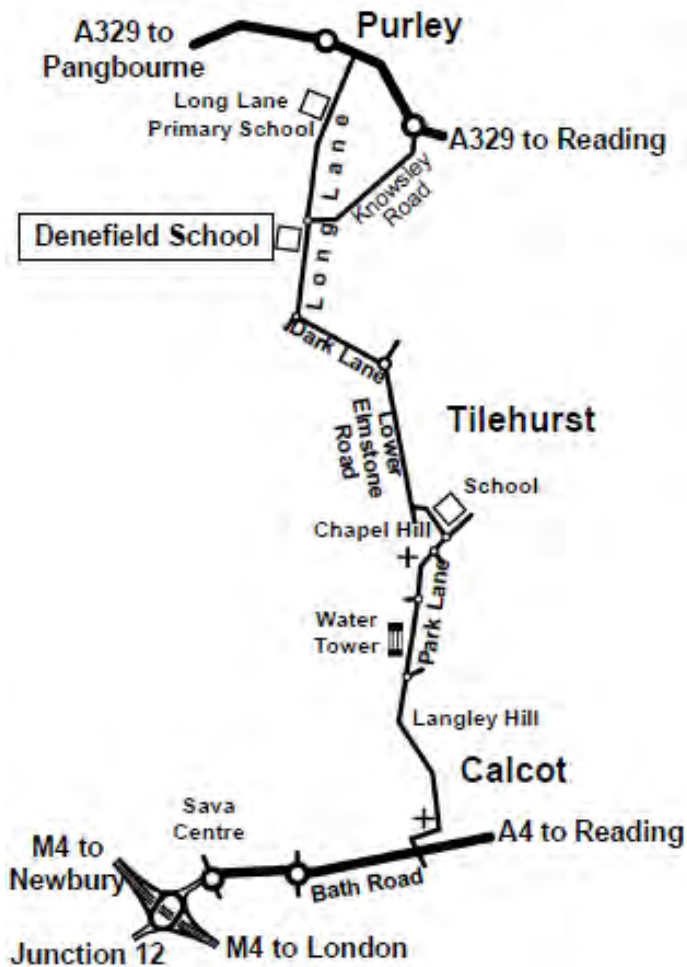 Purley
A329 to
Pangbourne
Long Lane
Primary School
A329 to Reading
Long Lane
Knowsley
Road
Denefield School
Long Lane
Dark Lane
Lower
Elmstone
Road
Tilehurst
School
Chapel Hill
Park Lane
Water
Tower
Langley Hill
Calcot
Sava
Centre
A4 to Reading
M4 to
Newbury
Bath Road
Junction 12
M4 to London